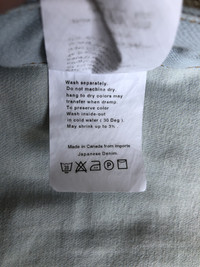 Wash separately.
Do not machine dry
hang to dry colors may
transfer when dramp
To preserve color
Wash inside-out
in cold water ( 30 Deg )
May shrink up to 3% .
Made in Canada from Imports
Japanese Denim.